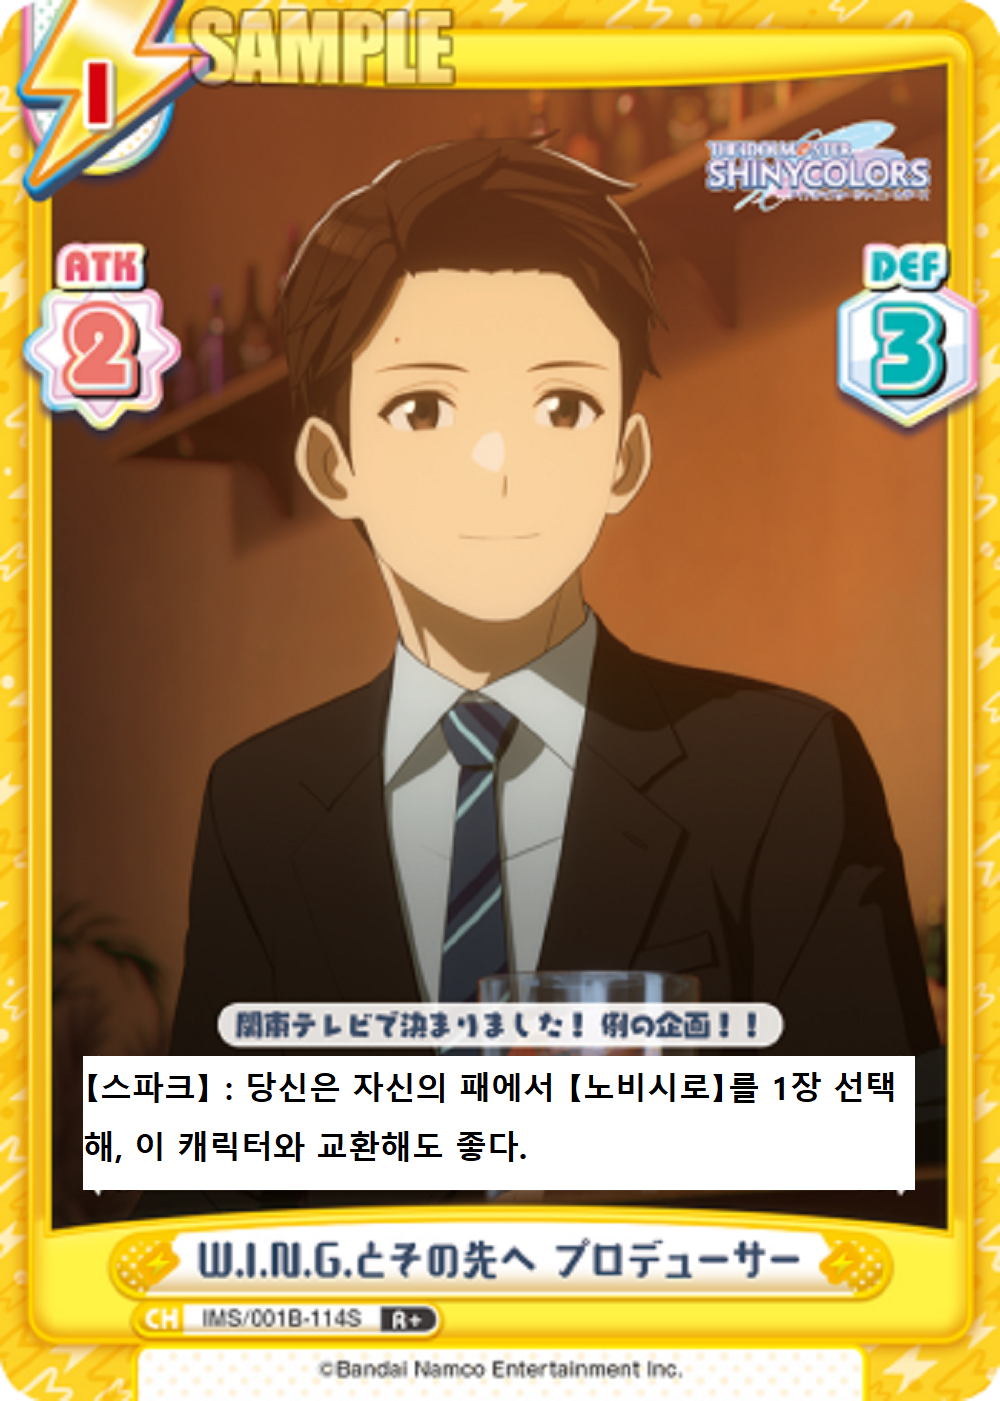 SAMPLE
1
THE IDOLM@STER
SHINYCOLORS
ATK
2
DEF
3
関東テレビで決まりました！例の企画！！
【스파크】 : 당신은 자신의 패에서 【노비시로】를 1장 선택
해, 이 캐릭터와 교환해도 좋다.
W.I.N.G.とその先へ プロデューサー
CH IMS/001B-114S R+
©Bandai Namco Entertainment Inc.